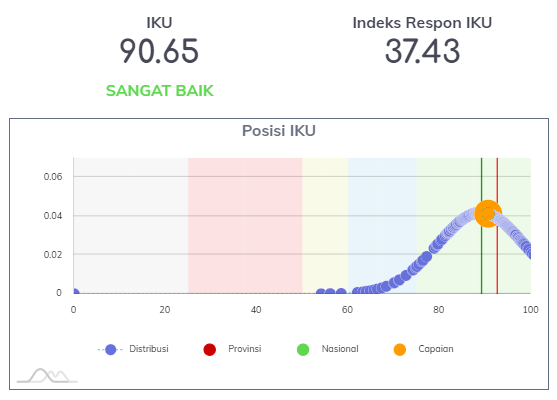 IKU
90.65
SANGAT BAIK
Indeks Respon IKU
37.43
Posisi IKU
0.06
0.04
0.02
0
0 20 40 60 80 100
Distribusi Provinsi Nasional Capaian